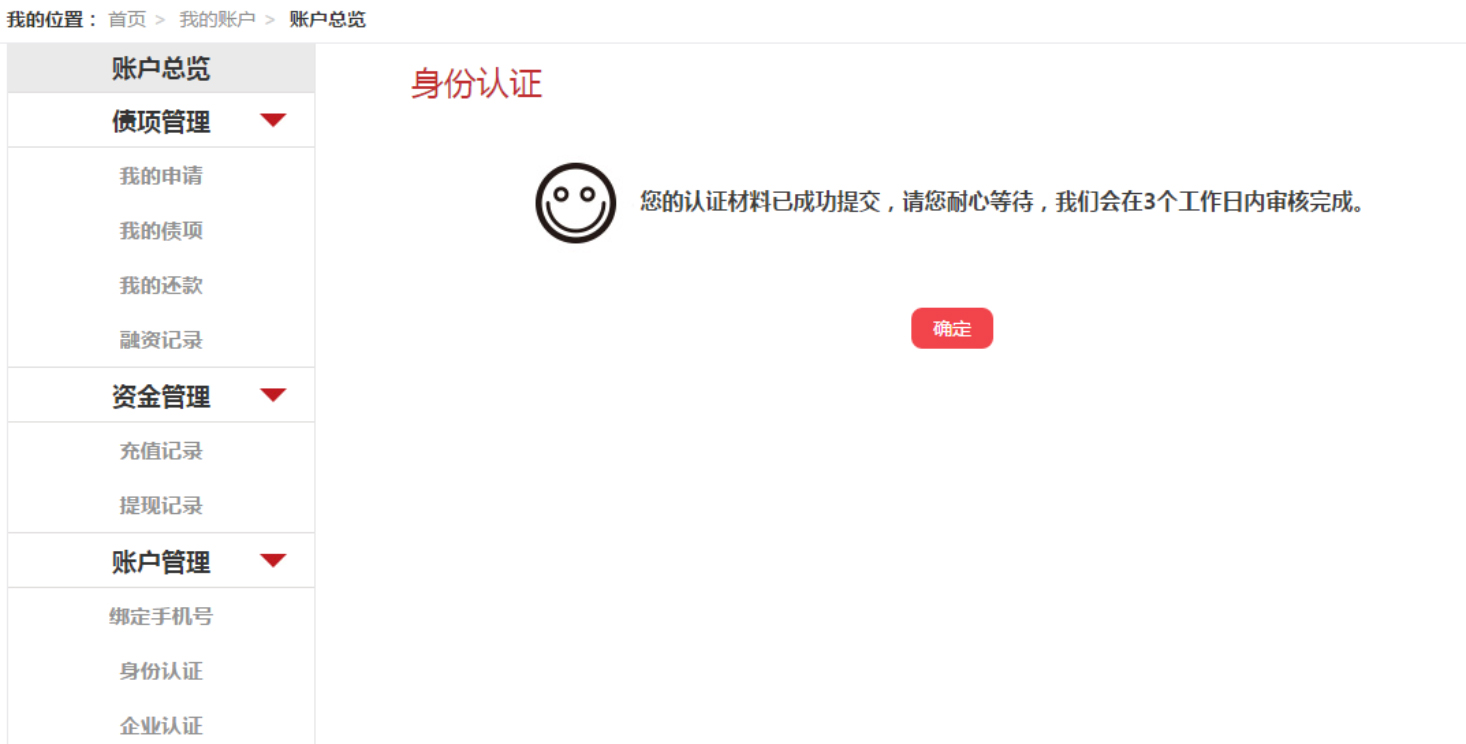 我的位置： 首页 > 我的账户 > 账户总览
账户总览
债项管理
我的申请
我的债项
我的还款
融资记录
资金管理
充值记录
提现记录
账户管理
绑定手机号
身份认证
企业认证
身份认证
您的认证材料已成功提交，请您耐心等待，我们会在3个工作日内审核完成。
确定